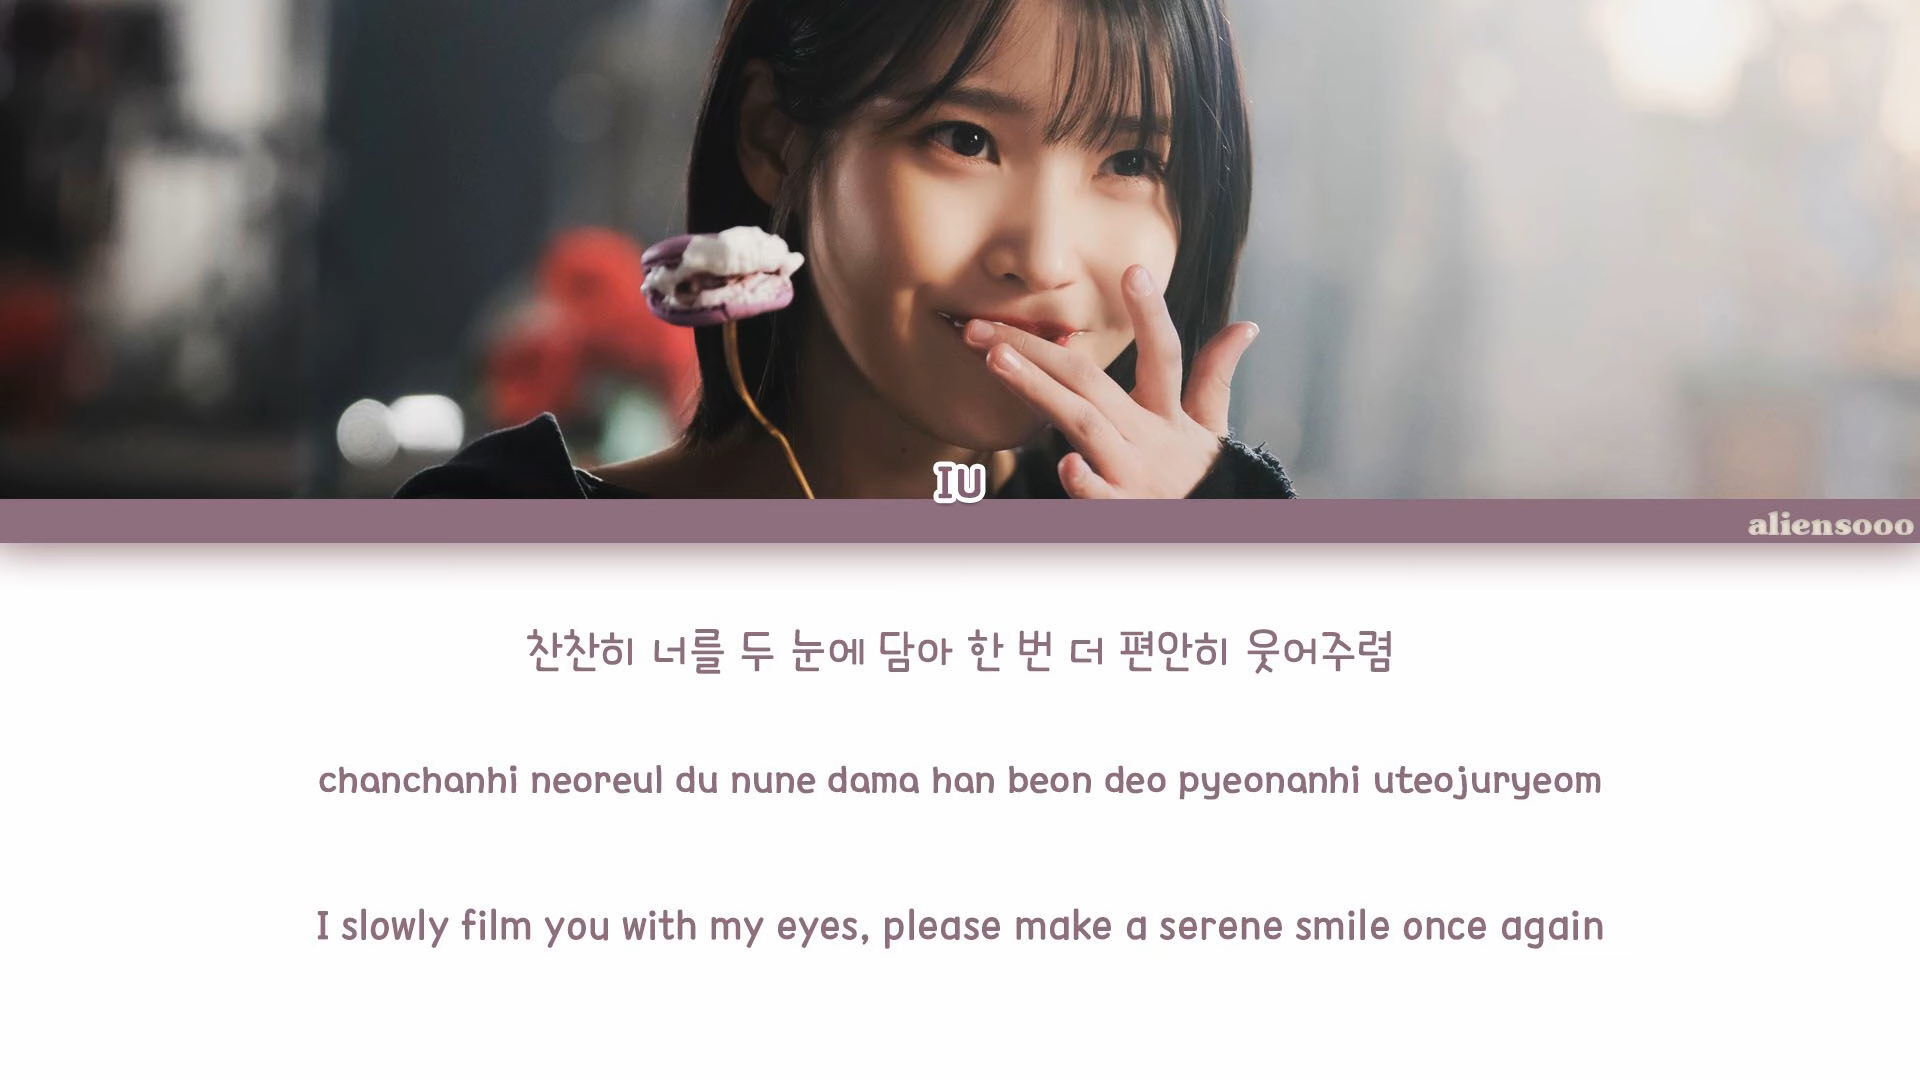 IU
aliensooo
찬찬히 너를 두 눈에 담아 한 번 더 편안히 웃어주렴
chanchanhi neoreul du nune dama han beon deo pyeonanhi uteojuryeom
I slowly film you with my eyes, please make a serene smile once again